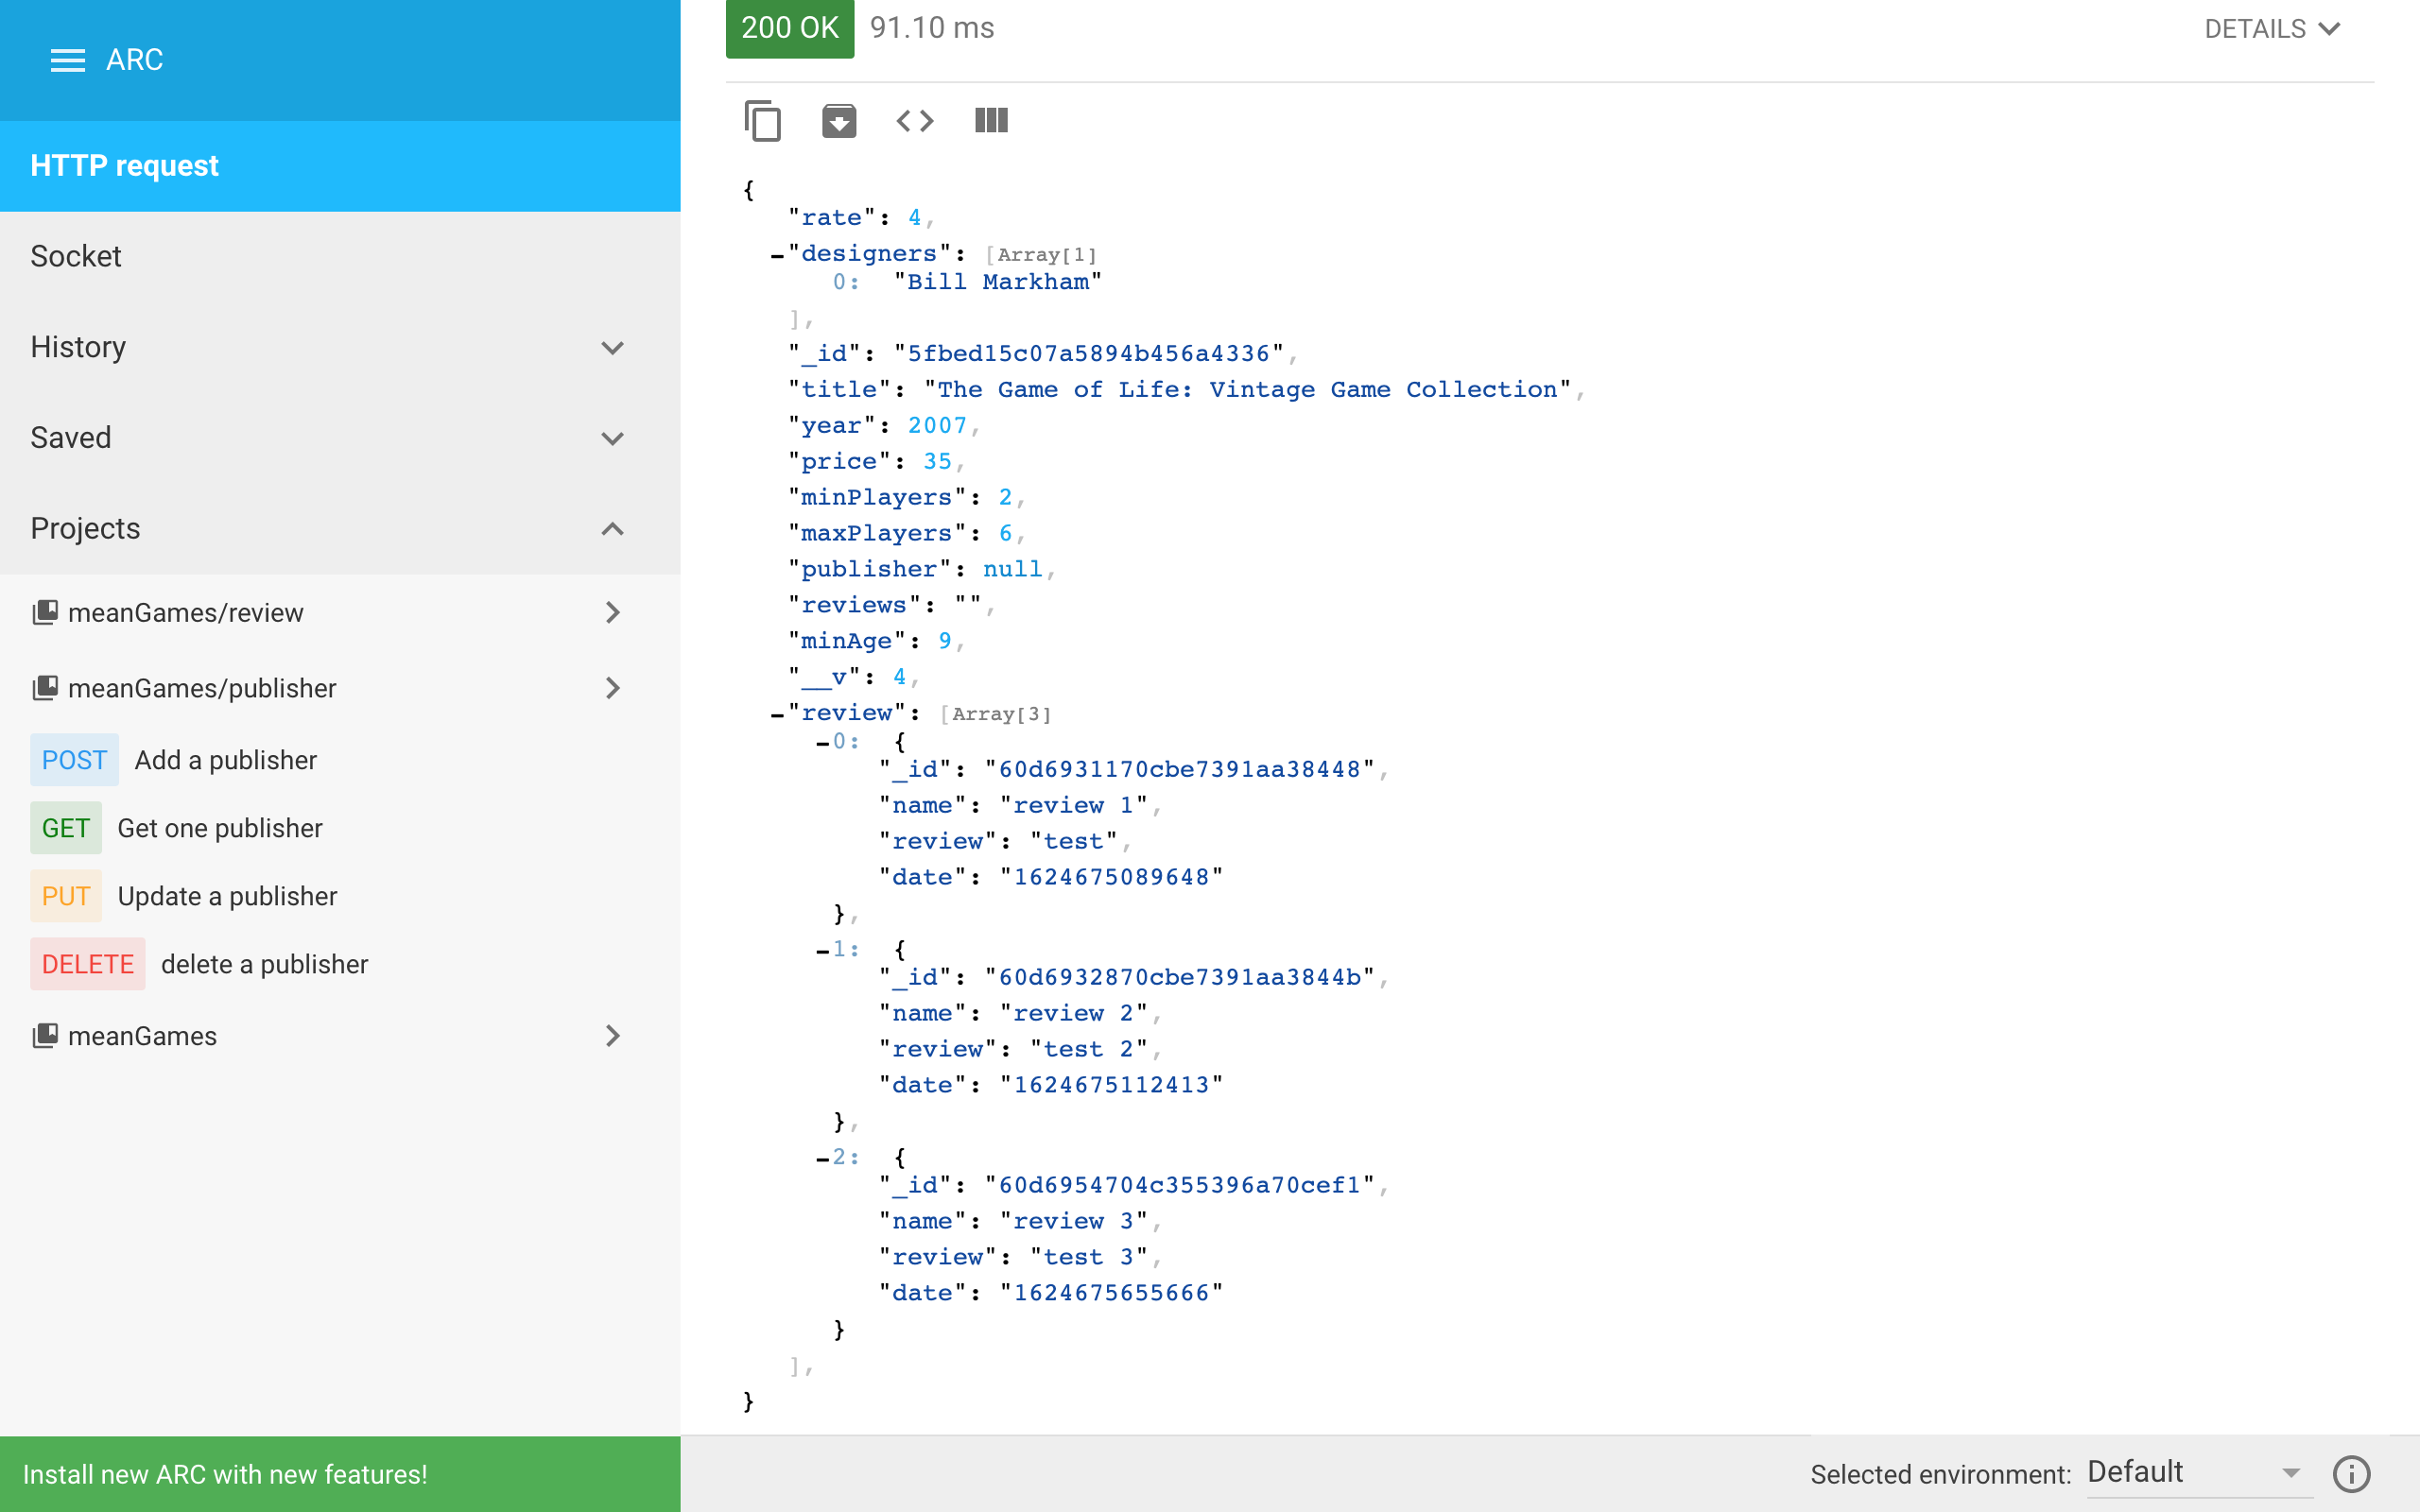 ARC
HTTP request
Socket
History
Saved
Projects
meanGames/review
meanGames/publisher
POST Add a publisher
GET Get one publisher
PUT Update a publisher
DELETE delete a publisher
meanGames
Install new ARC with new features!
200 OK 91.10 ms
DETAILS
{
"rate": 4,
"designers": [Array[1]
0: "Bill Markham"
],
"_id": "5fbed15c07a5894b456a4336",
"title": "The Game of Life: Vintage Game Collection",
"year": 2007,
"price": 35,
"minPlayers": 2,
"maxPlayers": 6,
"publisher": null,
"reviews": "",
"minAge": 9,
"__v": 4,
"review": [Array[3]
0: {
"_id": "60d6931170cbe7391aa38448",
"name": "review 1",
"review": "test",
"date": "1624675089648"
},
1: {
"_id": "60d6932870cbe7391aa3844b",
"name": "review 2",
"review": "test 2",
"date": "1624675112413"
},
2: {
"_id": "60d6954704c355396a70cef1",
"name": "review 3",
"review": "test 3",
"date": "1624675655666"
}
],
}
Selected environment: Default